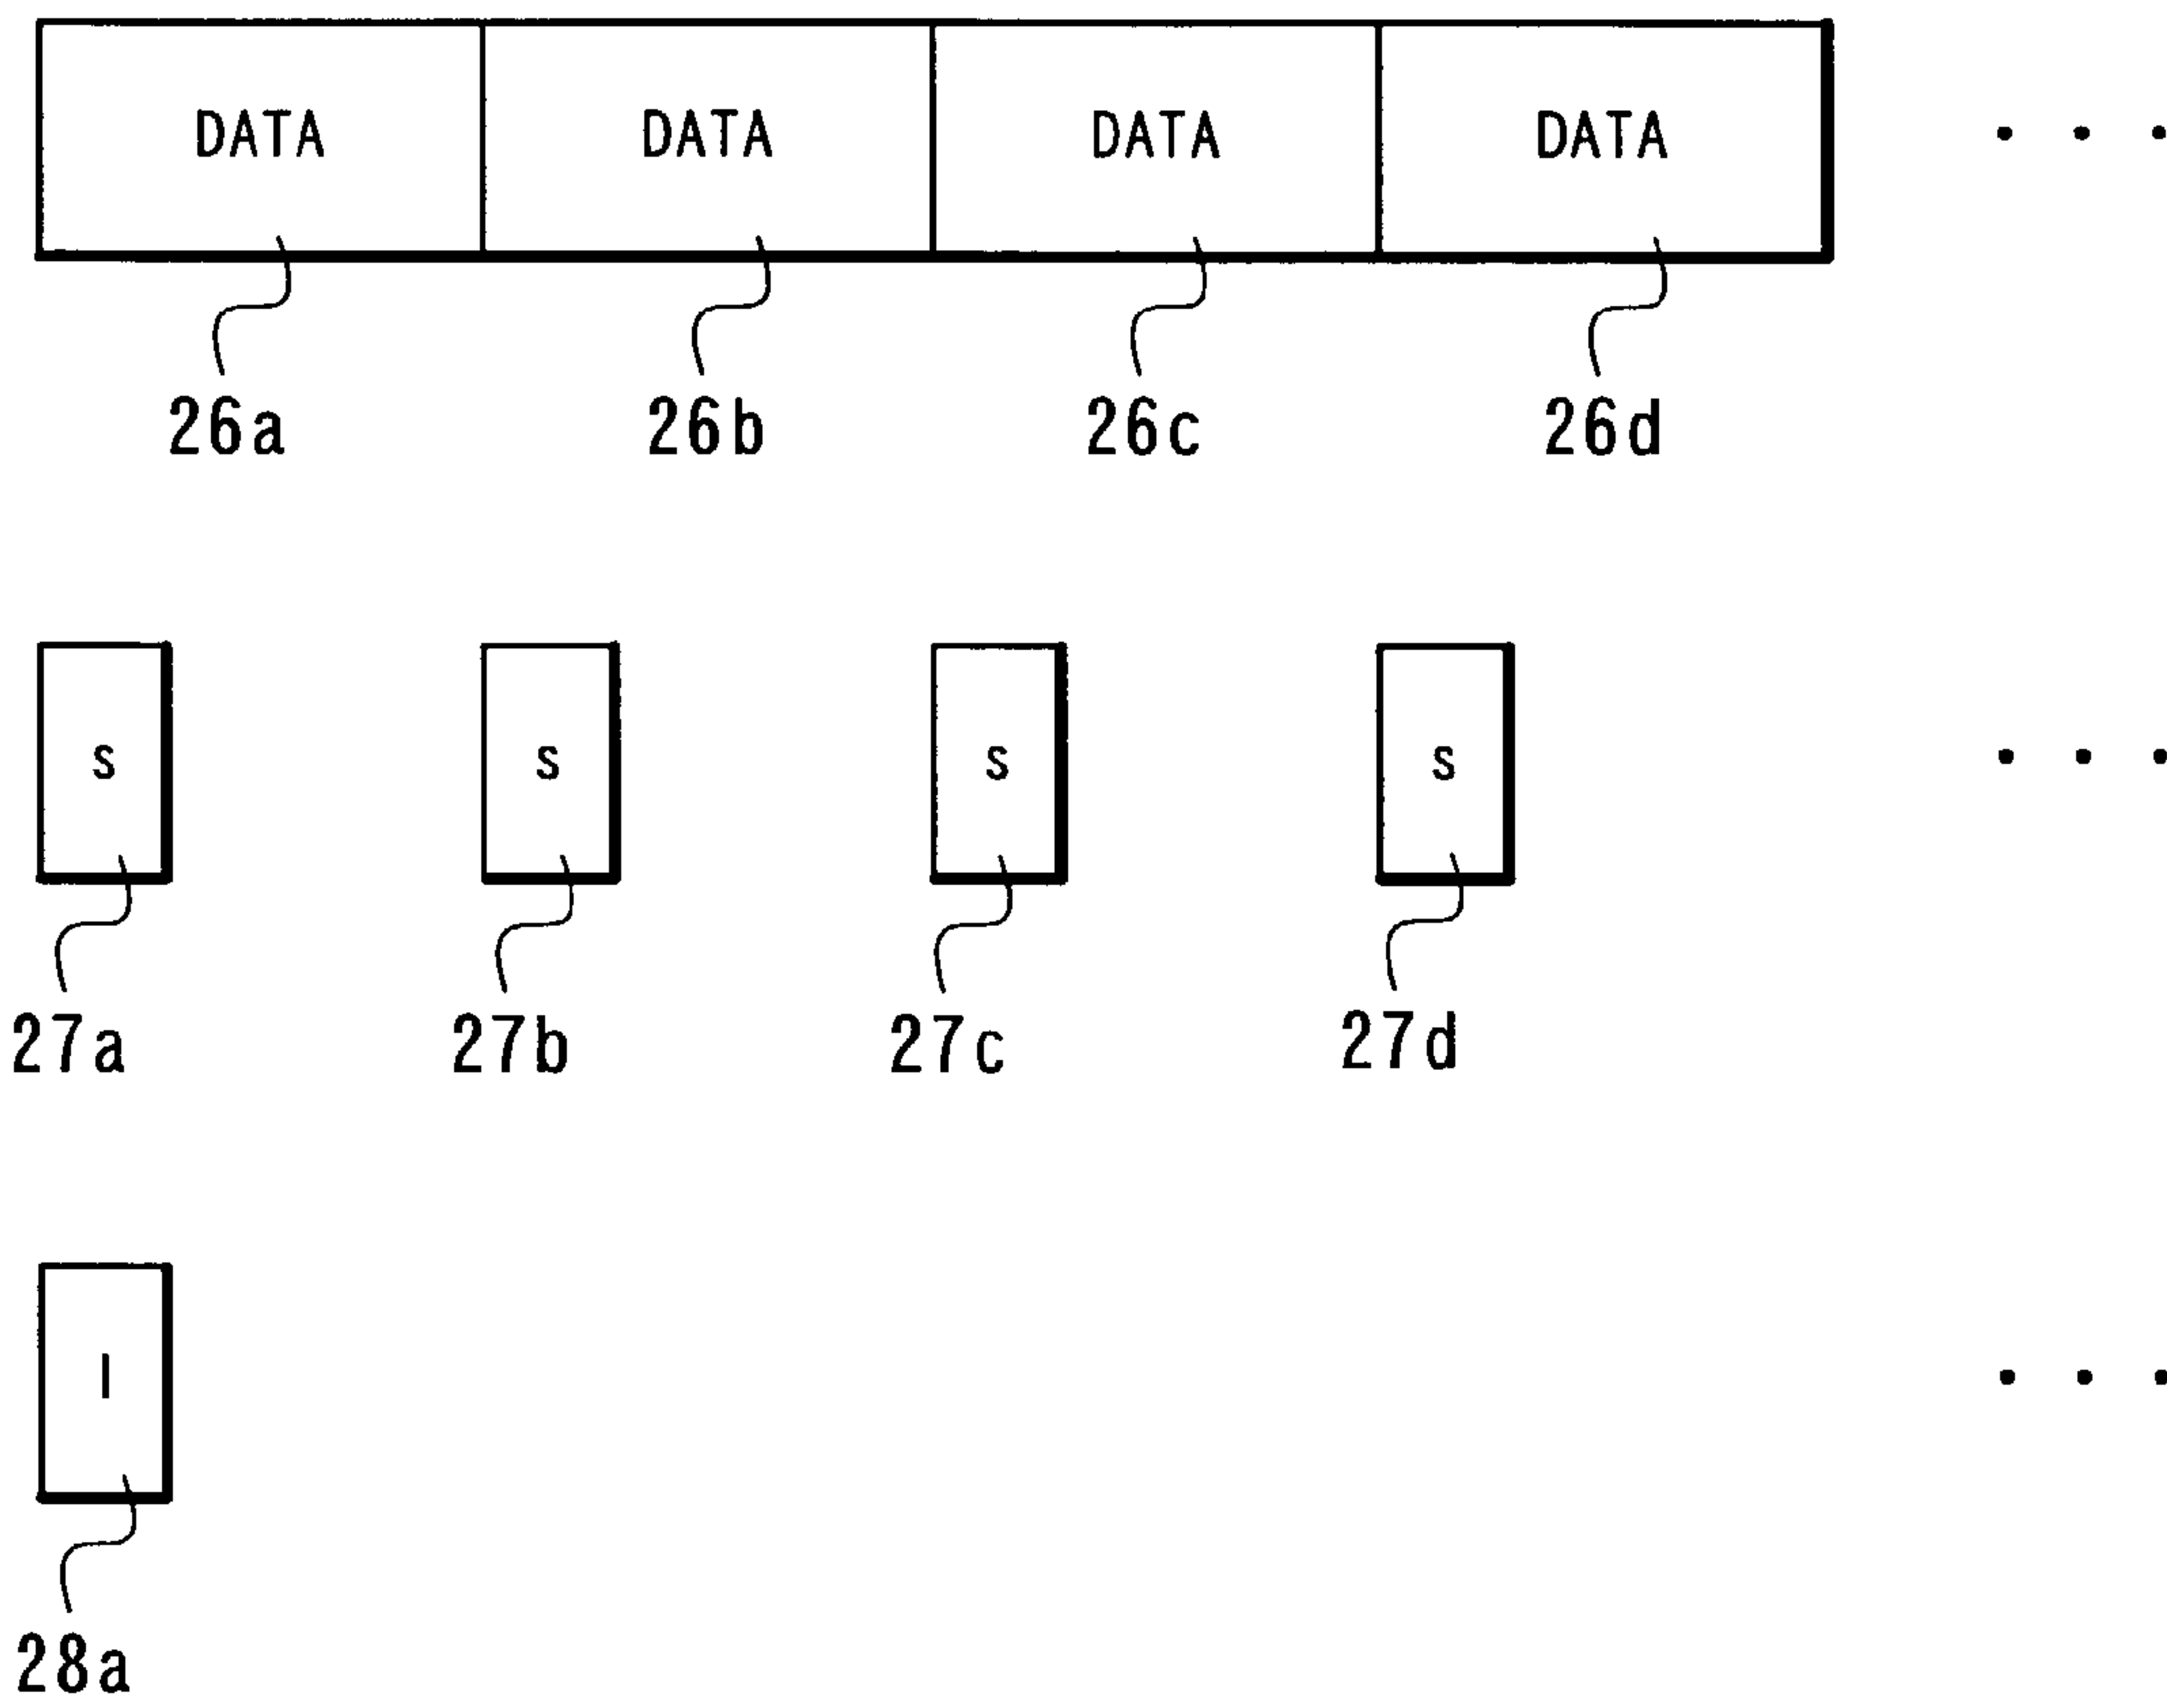 DATA DATA DATA DATA . . .
26a 26b 26c 26d
S S S S . . .
27a 27b 27c 27d
I . . .
28a